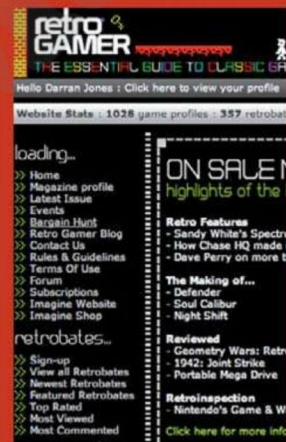 retro
GAMER
THE ESSENTIAL GUIDE TO CLASSIC GA
Hello Darran Jones : Click here to view your profile
Website Stats : 1028 game profiles : 357 retrobat
loading...
>> Home
>> Magazine profile
>> Latest Issue
>> Events
>> Bargain Hunt
>> Retro Gamer Blog
>> Contact Us
>> Rules & Guidelines
>> Terms Of Use
>> Forum
>> Subscriptions
>> Imagine Website
>> Imagine Shop
retrobates...
>> Sign-up
>> View all Retrobates
>> Newest Retrobates
>> Featured Retrobates
>> Top Rated
>> Most Viewed
>> Most Commented
ON SALE N
highlights of the
Retro Features
- Sandy White's Spectru
- How Chase HQ made
- Dave Perry on more t
The Making of...
- Defender
- Soul Calibur
- Night Shift
Reviewed
- Geometry Wars: Retr
- 1942: Joint Strike
- Portable Mega Drive
Retroinspection
- Nintendo's Game & W
Click here for more info